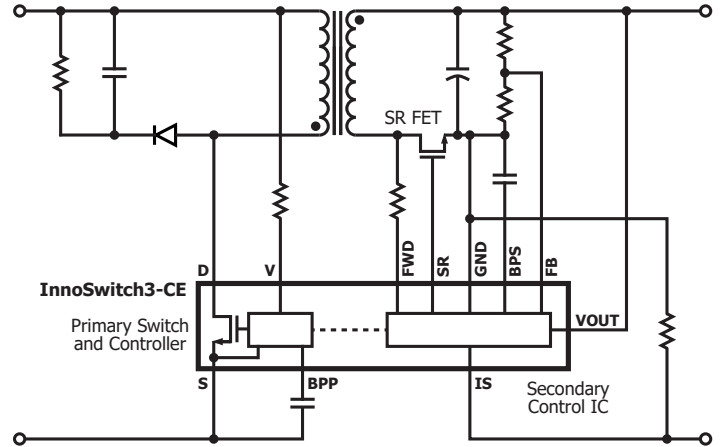 SR FET
D
V
FWD
SR
GND
BPS
FB
InnoSwitch3-CE
Primary Switch
and Controller
VOUT
S
BPP
IS
Secondary
Control IC